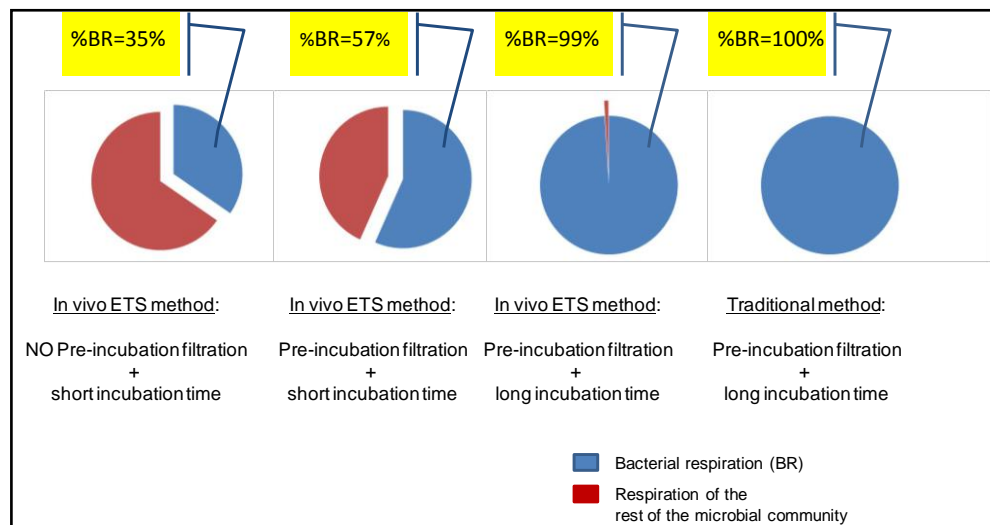 %BR=35%
%BR=57%
%BR=99%
%BR=100%
In vivo ETS method:
NO Pre-incubation filtration
+
short incubation time
In vivo ETS method:
Pre-incubation filtration
+
short incubation time
In vivo ETS method:
Pre-incubation filtration
+
long incubation time
Traditional method:
Pre-incubation filtration
+
long incubation time
Bacterial respiration (BR)
Respiration of the
rest of the microbial community